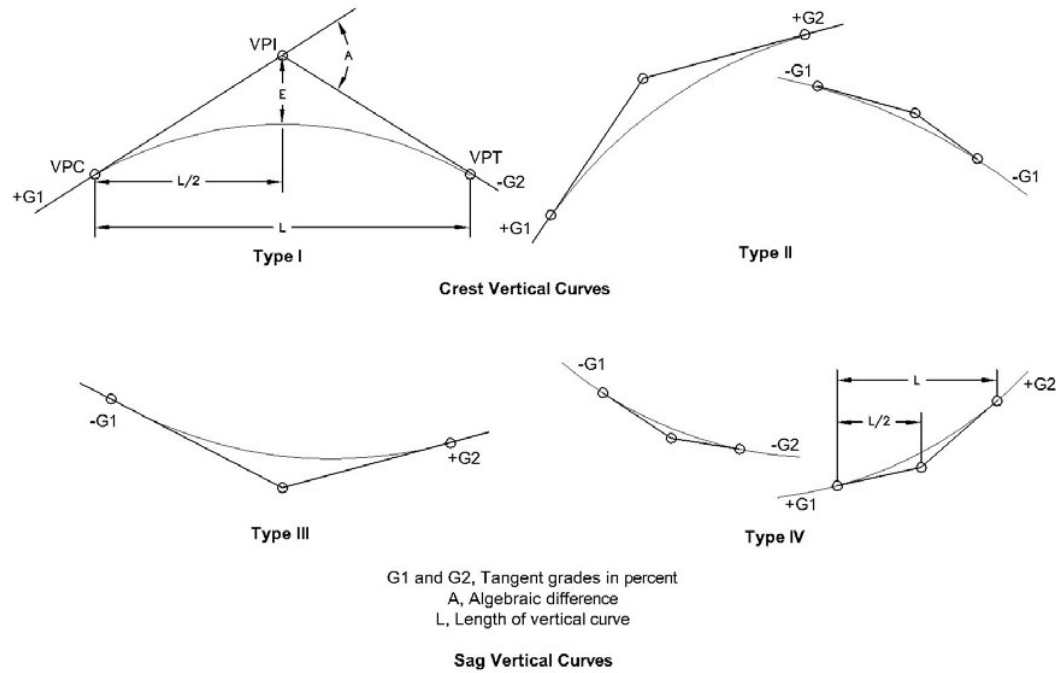 VPI
A
E
VPC
VPT
+G1
L/2
-G2
L
Type I
+G2
-G1
-G1
+G1
Type II
Crest Vertical Curves
-G1
+G2
Type III
-G1
-G2
L
+G2
L/2
+G1
Type IV
G1 and G2, Tangent grades in percent
A, Algebraic difference
L, Length of vertical curve
Sag Vertical Curves